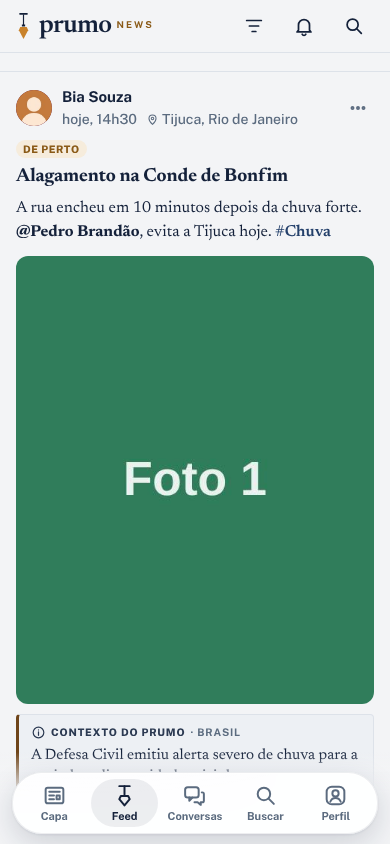 prumo NEWS
Bia Souza
hoje, 14h30 Tijuca, Rio de Janeiro
DE PERTO
Alagamento na Conde de Bonfim
A rua encheu em 10 minutos depois da chuva forte.
@Pedro Brandão, evita a Tijuca hoje. #Chuva
Foto 1
CONTEXTO DO PRUMO · BRASIL
A Defesa Civil emitiu alerta severo de chuva para a
Capa Feed Conversas Buscar Perfil